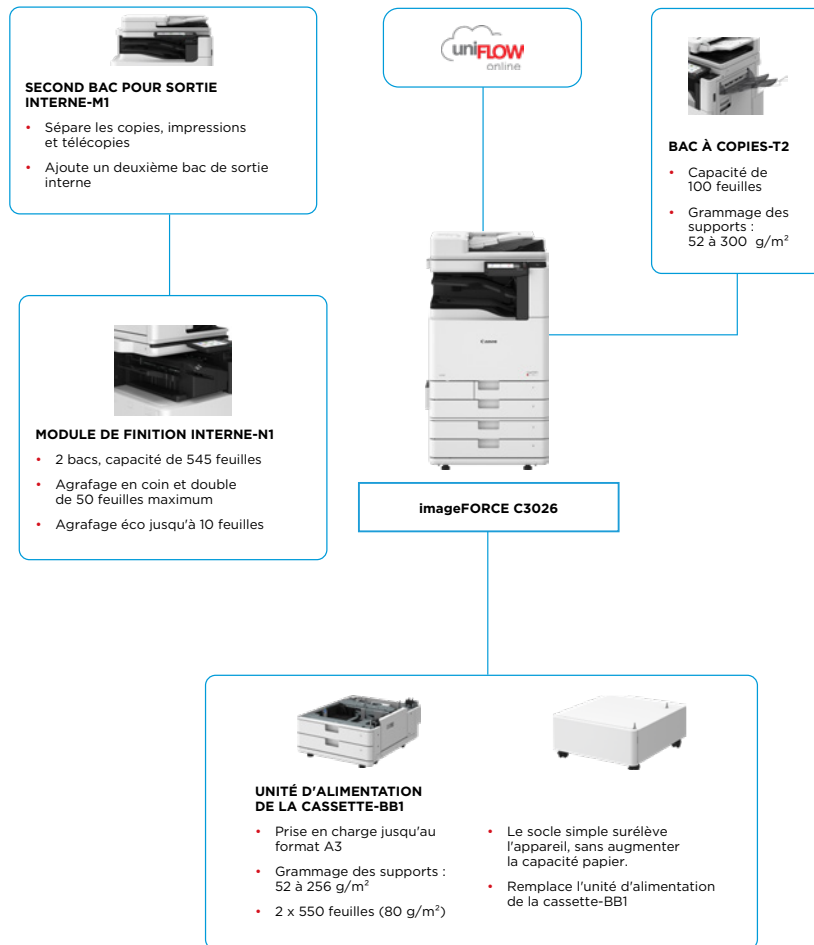 uniFLOW
online
SECOND BAC POUR SORTIE
INTERNE-M1
• Sépare les copies, impressions
et télécopies
• Ajoute un deuxième bac de sortie
interne
BAC À COPIES-T2
• Capacité de
100 feuilles
• Grammage des
supports :
52 à 300 g/m²
MODULE DE FINITION INTERNE-N1
• 2 bacs, capacité de 545 feuilles
• Agrafage en coin et double
de 50 feuilles maximum
• Agrafage éco jusqu'à 10 feuilles
Canon
imageFORCE C3026
UNITÉ D'ALIMENTATION
DE LA CASSETTE-BB1
• Prise en charge jusqu'au
format A3
• Grammage des supports :
52 à 256 g/m²
• 2 x 550 feuilles (80 g/m²)
• Le socle simple surélève
l'appareil, sans augmenter
la capacité papier.
• Remplace l'unité d'alimentation
de la cassette-BB1